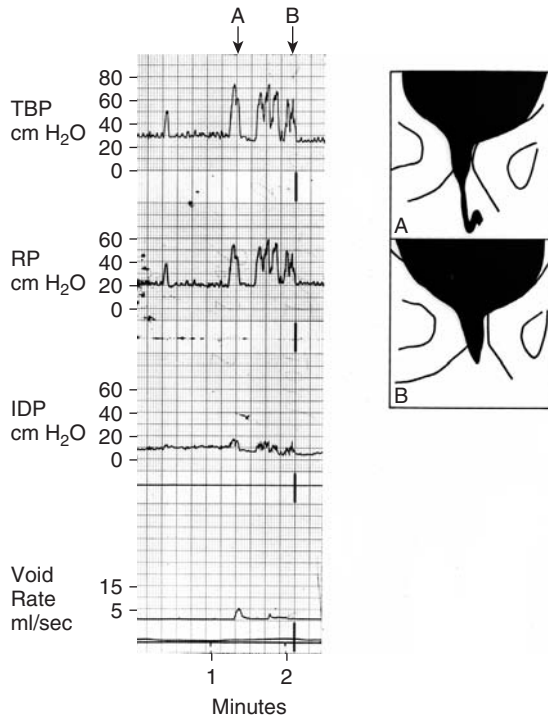 A B
TBP
cm H₂O
80
60
40
20
0
RP
cm H₂O
60
40
20
0
IDP
cm H₂O
60
40
20
0
Void
Rate
ml/sec
15
5
1 2
Minutes
A
B